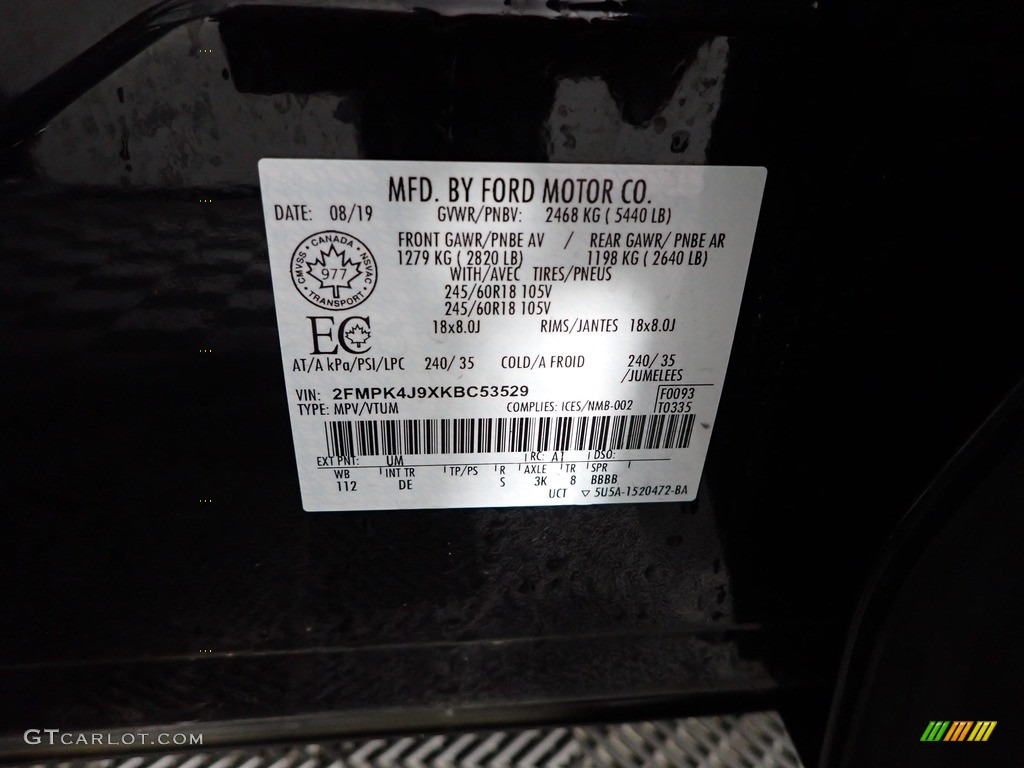 MFD. BY FORD MOTOR CO.
DATE: 08/19 GVWR/PNBV: 2468 KG ( 5440 LB)
FRONT GAWR/PNBE AV / REAR GAWR/ PNBE AR
1279 KG ( 2820 LB) 1198 KG ( 2640 LB)
WITH/AVEC TIRES/PNEUS
245/60R18 105V
245/60R18 105V
18x8.0J RIMS/JANTES 18x8.0J
CANADA
CMVSS 977 NSVAC
TRANSPORT
EC
AT/A kPa/PSI/LPC 240/ 35 COLD/A FROID 240/ 35
/JUMELEES
VIN: 2FMPK4J9XKBC53529 F0093
TYPE: MPV/VTUM COMPLIES: ICES/NMB-002 T0335
EXT PNT: UM RC: A1 DSO:
WB INT TR TP/PS R AXLE TR SPR
112 DE S 3K 8 BBBB
UCT 5U5A-1520472-BA
GTCARLOT.COM